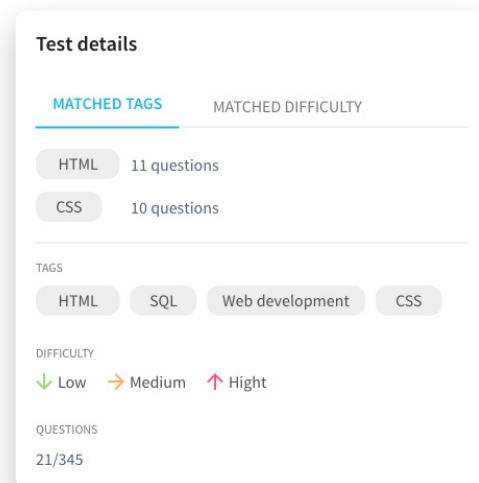 Test details
MATCHED TAGS MATCHED DIFFICULTY
HTML 11 questions
CSS 10 questions
TAGS
HTML SQL Web development CSS
DIFFICULTY
Low Medium Hight
QUESTIONS
21/345